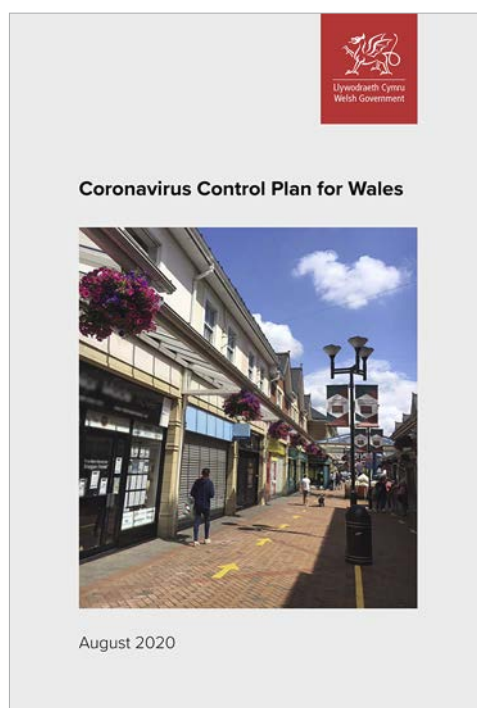 Llywodraeth Cymru
Welsh Government
Coronavirus Control Plan for Wales
August 2020